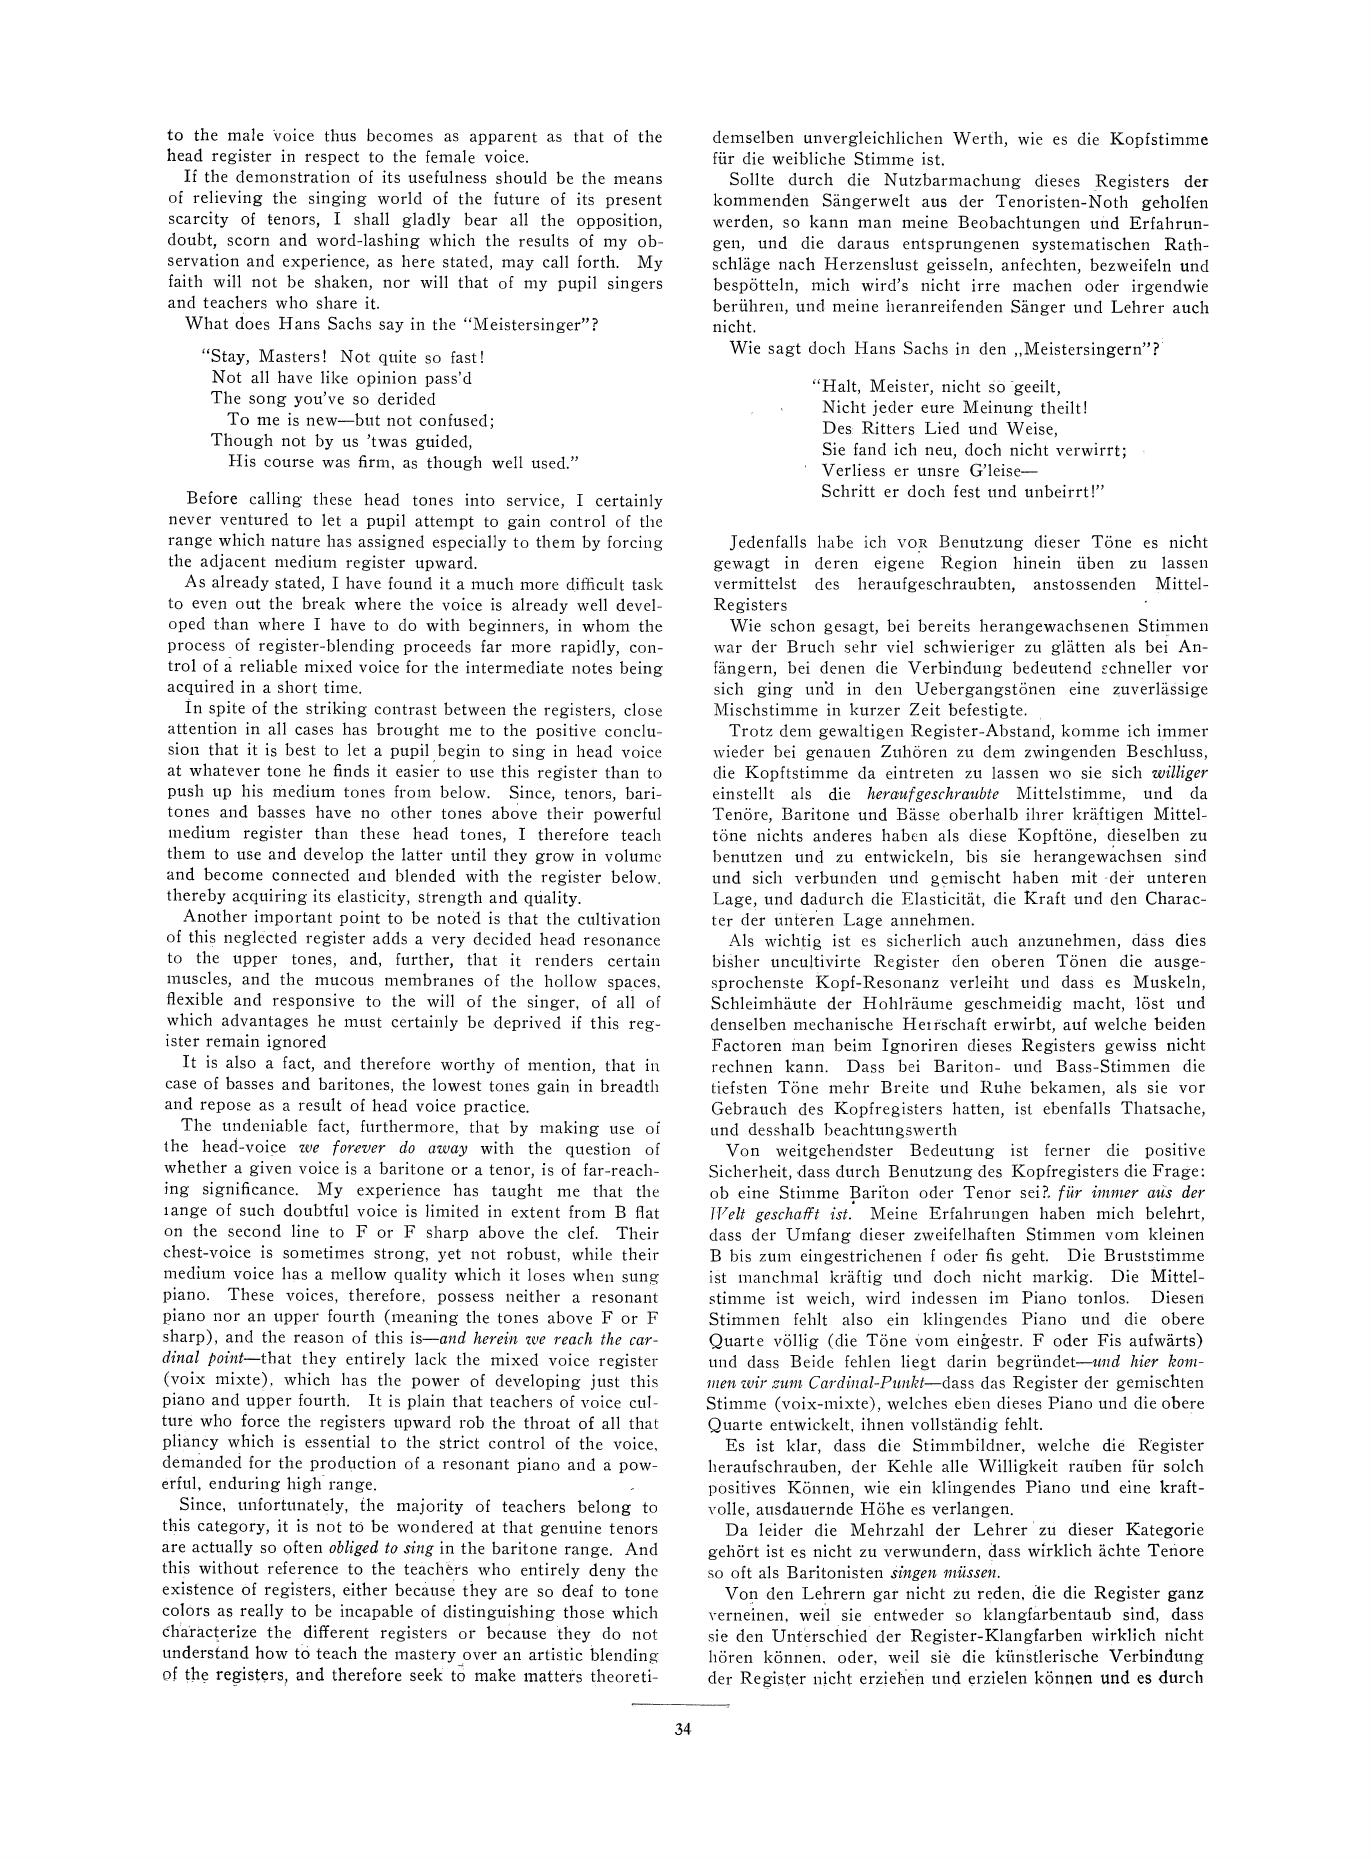 to the male voice thus becomes as apparent as that of the
head register in respect to the female voice.
If the demonstration of its usefulness should be the means
of relieving the singing world of the future of its present
scarcity of tenors, I shall gladly bear all the opposition,
doubt, scorn and word-lashing which the results of my ob-
servation and experience, as here stated, may call forth. My
faith will not be shaken, nor will that of my pupil singers
and teachers who share it.
What does Hans Sachs say in the “Meistersinger”?
“Stay, Masters! Not quite so fast!
Not all have like opinion pass’d
The song you’ve so derided
To me is new—but not confused;
Though not by us ’twas guided,
His course was firm, as though well used.”
Before calling these head tones into service, I certainly
never ventured to let a pupil attempt to gain control of the
range which nature has assigned especially to them by forcing
the adjacent medium register upward.
As already stated, I have found it a much more difficult task
to even out the break where the voice is already well devel-
oped than where I have to do with beginners, in whom the
process of register-blending proceeds far more rapidly, con-
trol of a reliable mixed voice for the intermediate notes being
acquired in a short time.
In spite of the striking contrast between the registers, close
attention in all cases has brought me to the positive conclu-
sion that it is best to let a pupil begin to sing in head voice
at whatever tone he finds it easier to use this register than to
push up his medium tones from below. Since, tenors, bari-
tones and basses have no other tones above their powerful
medium register than these head tones, I therefore teach
them to use and develop the latter until they grow in volume
and become connected and blended with the register below,
thereby acquiring its elasticity, strength and quality.
Another important point to be noted is that the cultivation
of this neglected register adds a very decided head resonance
to the upper tones, and, further, that it renders certain
muscles, and the mucous membranes of the hollow spaces,
flexible and responsive to the will of the singer, of all of
which advantages he must certainly be deprived if this reg-
ister remain ignored
It is also a fact, and therefore worthy of mention, that in
case of basses and baritones, the lowest tones gain in breadth
and repose as a result of head voice practice.
The undeniable fact, furthermore, that by making use of
the head-voice we forever do away with the question of
whether a given voice is a baritone or a tenor, is of far-reach-
ing significance. My experience has taught me that the
range of such doubtful voice is limited in extent from B flat
on the second line to F or F sharp above the clef. Their
chest-voice is sometimes strong, yet not robust, while their
medium voice has a mellow quality which it loses when sung
piano. These voices, therefore, possess neither a resonant
piano nor an upper fourth (meaning the tones above F or F
sharp), and the reason of this is—and herein we reach the car-
dinal point—that they entirely lack the mixed voice register
(voix mixte), which has the power of developing just this
piano and upper fourth. It is plain that teachers of voice cul-
ture who force the registers upward rob the throat of all that
pliancy which is essential to the strict control of the voice,
demanded for the production of a resonant piano and a pow-
erful, enduring high range.
Since, unfortunately, the majority of teachers belong to
this category, it is not to be wondered at that genuine tenors
are actually so often obliged to sing in the baritone range. And
this without reference to the teachers who entirely deny the
existence of registers, either because they are so deaf to tone
colors as really to be incapable of distinguishing those which
characterize the different registers or because they do not
understand how to teach the mastery over an artistic blending
of the registers, and therefore seek to make matters theoreti-
demselben unvergleichlichen Werth, wie es die Kopfstimme
für die weibliche Stimme ist.
Sollte durch die Nutzbarmachung dieses Registers der
kommenden Sängerwelt aus der Tenoristen-Noth geholfen
werden, so kann man meine Beobachtungen und Erfahrun-
gen, und die daraus entsprungenen systematischen Rath-
schläge nach Herzenslust geisseln, anfechten, bezweifeln und
bespötteln, mich wird’s nicht irre machen oder irgendwie
berühren, und meine heranreifenden Sänger und Lehrer auch
nicht.
Wie sagt doch Hans Sachs in den ,,Meistersingern”?
“Halt, Meister, nicht so geeilt,
Nicht jeder eure Meinung theilt!
Des Ritters Lied und Weise,
Sie fand ich neu, doch nicht verwirrt;
Verliess er unsre G’leise—
Schritt er doch fest und unbeirrt!”
Jedenfalls habe ich VOR Benutzung dieser Töne es nicht
gewagt in deren eigene Region hinein üben zu lassen
vermittelst des heraufgeschraubten, anstossenden Mittel-
Registers
Wie schon gesagt, bei bereits herangewachsenen Stimmen
war der Bruch sehr viel schwieriger zu glätten als bei An-
fängern, bei denen die Verbindung bedeutend schneller vor
sich ging und in den Uebergangstönen eine zuverlässige
Mischstimme in kurzer Zeit befestigte.
Trotz dem gewaltigen Register-Abstand, komme ich immer
wieder bei genauen Zuhören zu dem zwingenden Beschluss,
die Kopftstimme da eintreten zu lassen wo sie sich williger
einstellt als die heraufgeschraubte Mittelstimme, und da
Tenöre, Baritone und Bässe oberhalb ihrer kräftigen Mittel-
töne nichts anderes haben als diese Kopftöne, dieselben zu
benutzen und zu entwickeln, bis sie herangewachsen sind
und sich verbunden und gemischt haben mit der unteren
Lage, und dadurch die Elasticität, die Kraft und den Charac-
ter der unteren Lage annehmen.
Als wichtig ist es sicherlich auch anzunehmen, dass dies
bisher uncultivirte Register den oberen Tönen die ausge-
sprochenste Kopf-Resonanz verleiht und dass es Muskeln,
Schleimhäute der Hohlräume geschmeidig macht, löst und
denselben mechanische Herrschaft erwirbt, auf welche beiden
Factoren man beim Ignoriren dieses Registers gewiss nicht
rechnen kann. Dass bei Bariton- und Bass-Stimmen die
tiefsten Töne mehr Breite und Ruhe bekamen, als sie vor
Gebrauch des Kopfregisters hatten, ist ebenfalls Thatsache,
und desshalb beachtungswerth
Von weitgehendster Bedeutung ist ferner die positive
Sicherheit, dass durch Benutzung des Kopfregisters die Frage:
ob eine Stimme Bariton oder Tenor sei?. für immer aus der
Welt geschafft ist. Meine Erfahrungen haben mich belehrt,
dass der Umfang dieser zweifelhaften Stimmen vom kleinen
B bis zum eingestrichenen f oder fis geht. Die Bruststimme
ist manchmal kräftig und doch nicht markig. Die Mittel-
stimme ist weich, wird indessen im Piano tonlos. Diesen
Stimmen fehlt also ein klingendes Piano und die obere
Quarte völlig (die Töne vom eingestr. F oder Fis aufwärts)
und dass Beide fehlen liegt darin begründet—und hier kom-
men wir zum Cardinal-Punkt—dass das Register der gemischten
Stimme (voix-mixte), welches eben dieses Piano und die obere
Quarte entwickelt, ihnen vollständig fehlt.
Es ist klar, dass die Stimmbildner, welche die Register
heraufschrauben, der Kehle alle Willigkeit rauben für solch
positives Können, wie ein klingendes Piano und eine kraft-
volle, ausdauernde Höhe es verlangen.
Da leider die Mehrzahl der Lehrer zu dieser Kategorie
gehört ist es nicht zu verwundern, dass wirklich ächte Tenore
so oft als Baritonisten singen müssen.
Von den Lehrern gar nicht zu reden, die die Register ganz
verneinen, weil sie entweder so klangfarbentaub sind, dass
sie den Unterschied der Register-Klangfarben wirklich nicht
hören können, oder, weil sie die künstlerische Verbindung
der Register nicht erziehen und erzielen können und es durch
34